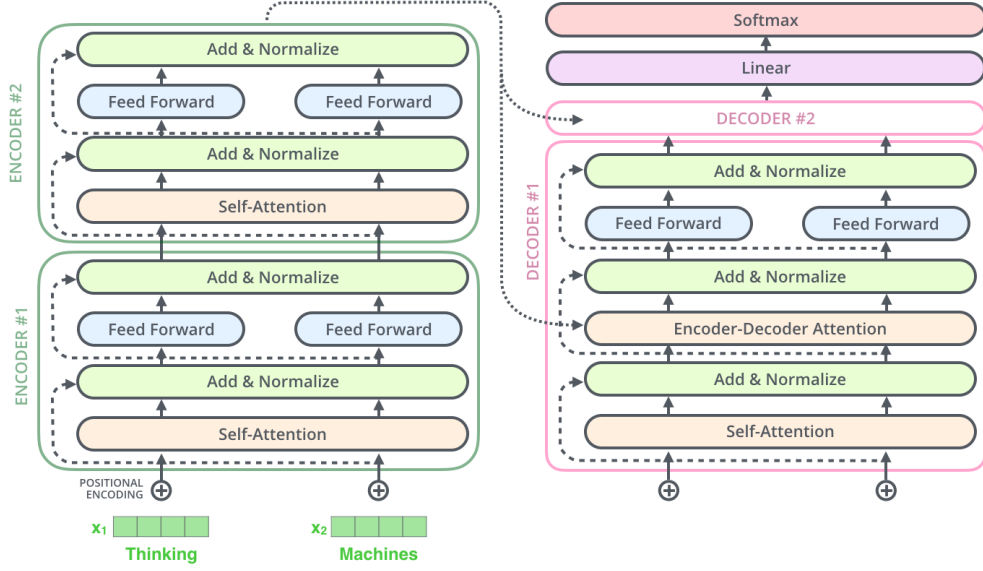 ENCODER #2
Add & Normalize
Feed Forward Feed Forward
Add & Normalize
Self-Attention
ENCODER #1
Add & Normalize
Feed Forward Feed Forward
Add & Normalize
Self-Attention
POSITIONAL
ENCODING
x1 x2
Thinking Machines
Softmax
Linear
DECODER #2
DECODER #1
Add & Normalize
Feed Forward Feed Forward
Add & Normalize
Encoder-Decoder Attention
Add & Normalize
Self-Attention